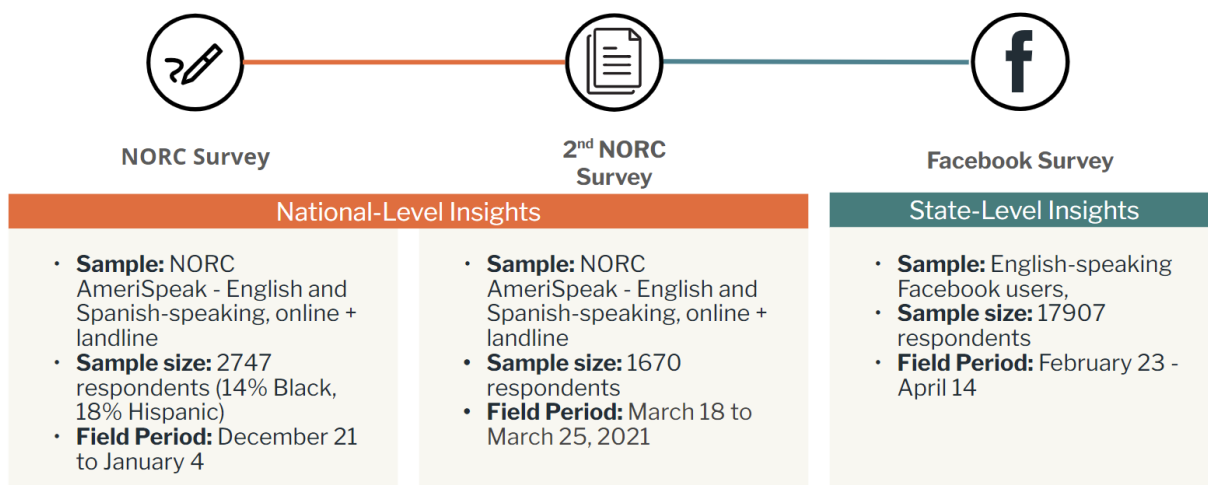 NORC Survey
2nd NORC
Survey
Facebook Survey
National-Level Insights
State-Level Insights
• Sample: NORC
AmeriSpeak - English and
Spanish-speaking, online +
landline
• Sample size: 2747
respondents (14% Black,
18% Hispanic)
• Field Period: December 21
to January 4
• Sample: NORC
AmeriSpeak - English and
Spanish-speaking, online +
landline
• Sample size: 1670
respondents
• Field Period: March 18 to
March 25, 2021
• Sample: English-speaking
Facebook users,
• Sample size: 17907
respondents
• Field Period: February 23 -
April 14